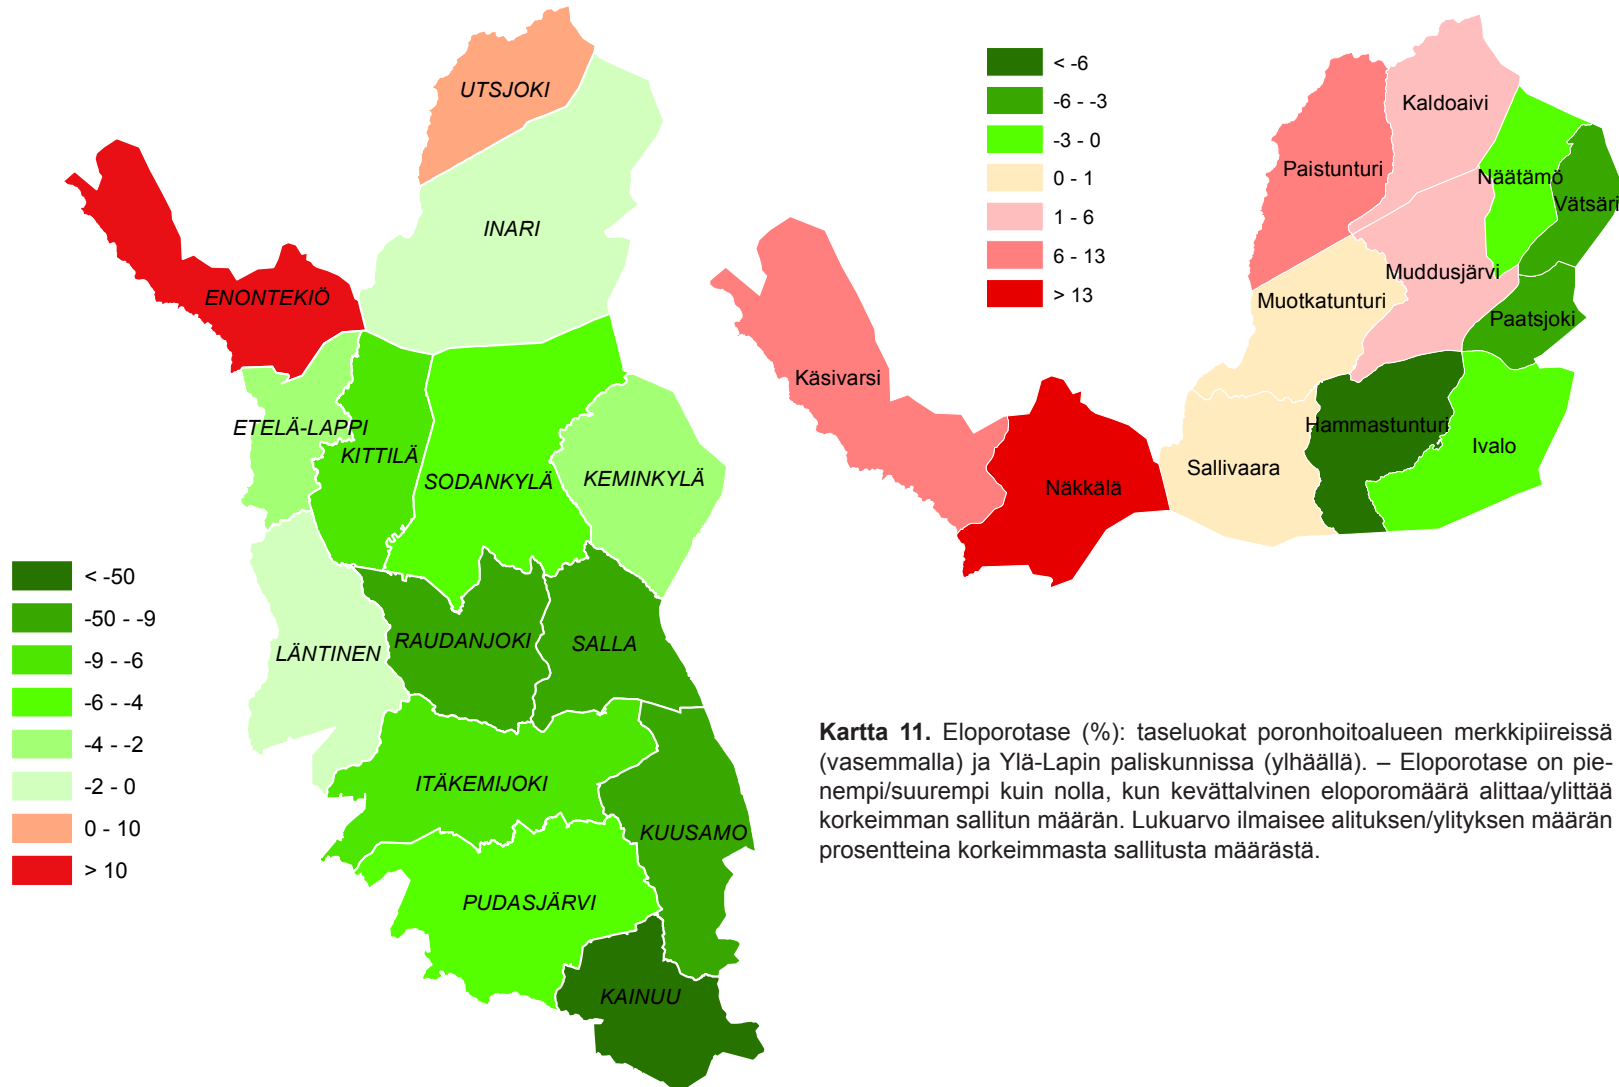 UTSJOKI
INARI
ENONTEKIÖ
ETELÄ-LAPPI
KITTILÄ
SODANKYLÄ
KEMINKYLÄ
LÄNTINEN
RAUDANJOKI
SALLA
ITÄKEMIJOKI
KUUSAMO
PUDASJÄRVI
KAINUU
< -50
-50 - -9
-9 - -6
-6 - -4
-4 - -2
-2 - 0
0 - 10
> 10
< -6
-6 - -3
-3 - 0
0 - 1
1 - 6
6 - 13
> 13
Kaldoaivi
Paistunturi
Näätämö
Vätsäri
Muddusjärvi
Muotkatunturi
Paatsjoki
Käsivarsi
Hammastunturi
Ivalo
Sallivaara
Näkkälä
Kartta 11. Eloporotase (%): taseluokat poronhoitoalueen merkkipiireissä
(vasemmalla) ja Ylä-Lapin paliskunnissa (ylhäällä). – Eloporotase on pie-
nempi/suurempi kuin nolla, kun kevättalvinen eloporomäärä alittaa/ylittää
korkeimman sallitun määrän. Lukuarvo ilmaisee alituksen/ylityksen määrän
prosentteina korkeimmasta sallitusta määrästä.